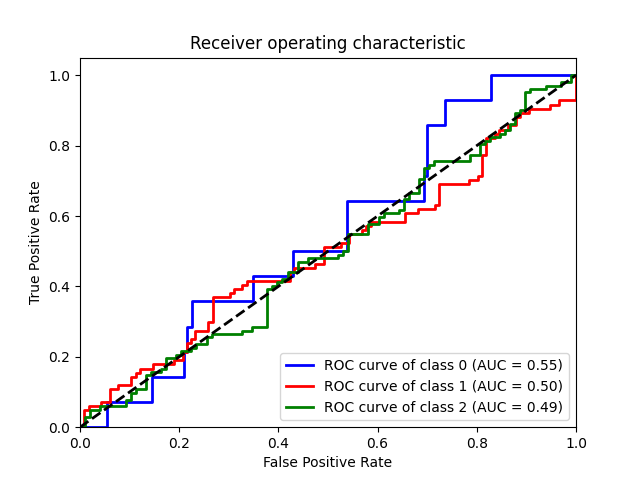 Receiver operating characteristic
True Positive Rate
1.0
0.8
0.6
0.4
0.2
0.0
ROC curve of class 0 (AUC = 0.55)
ROC curve of class 1 (AUC = 0.50)
ROC curve of class 2 (AUC = 0.49)
0.0 0.2 0.4 0.6 0.8 1.0
False Positive Rate